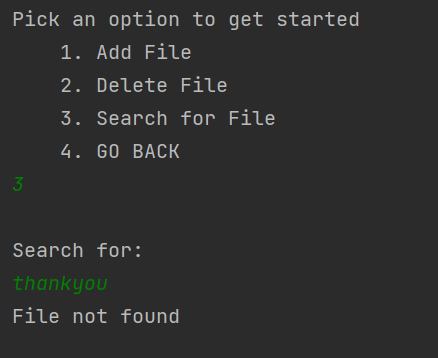 Pick an option to get started
    1. Add File
    2. Delete File
    3. Search for File
    4. GO BACK
3

Search for:
thankyou
File not found